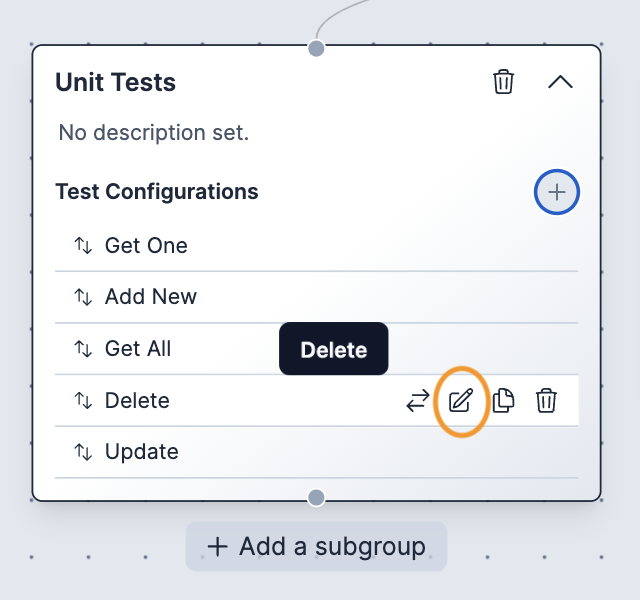 Unit Tests
No description set.
Test Configurations
Get One
Add New
Get All
Delete
Delete
Update
+ Add a subgroup